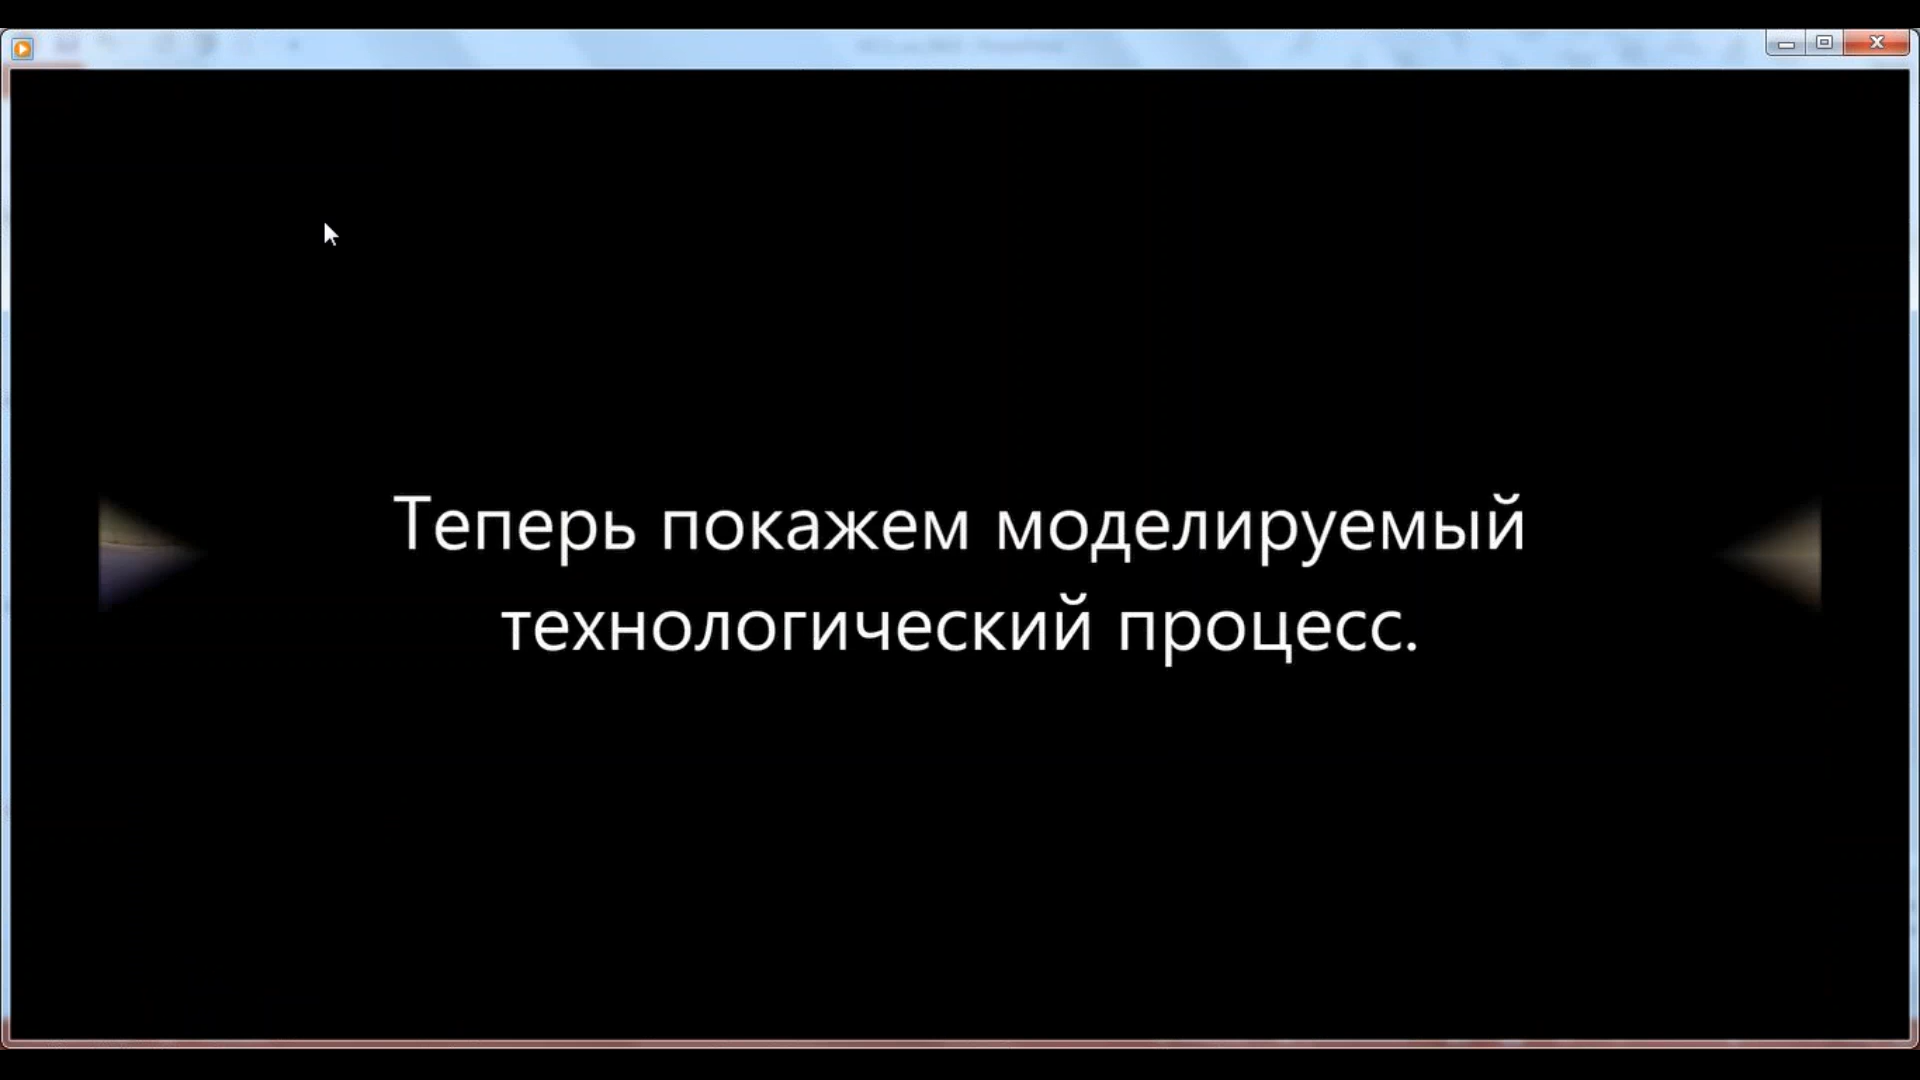 Теперь покажем моделируемый
технологический процесс.